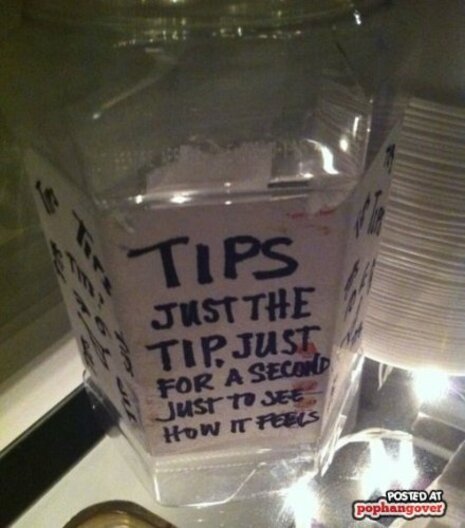 TIPS
JUST THE
TIP, JUST
FOR A SECOND
JUST TO SEE
HOW IT FEELS
POSTED AT
pophangover